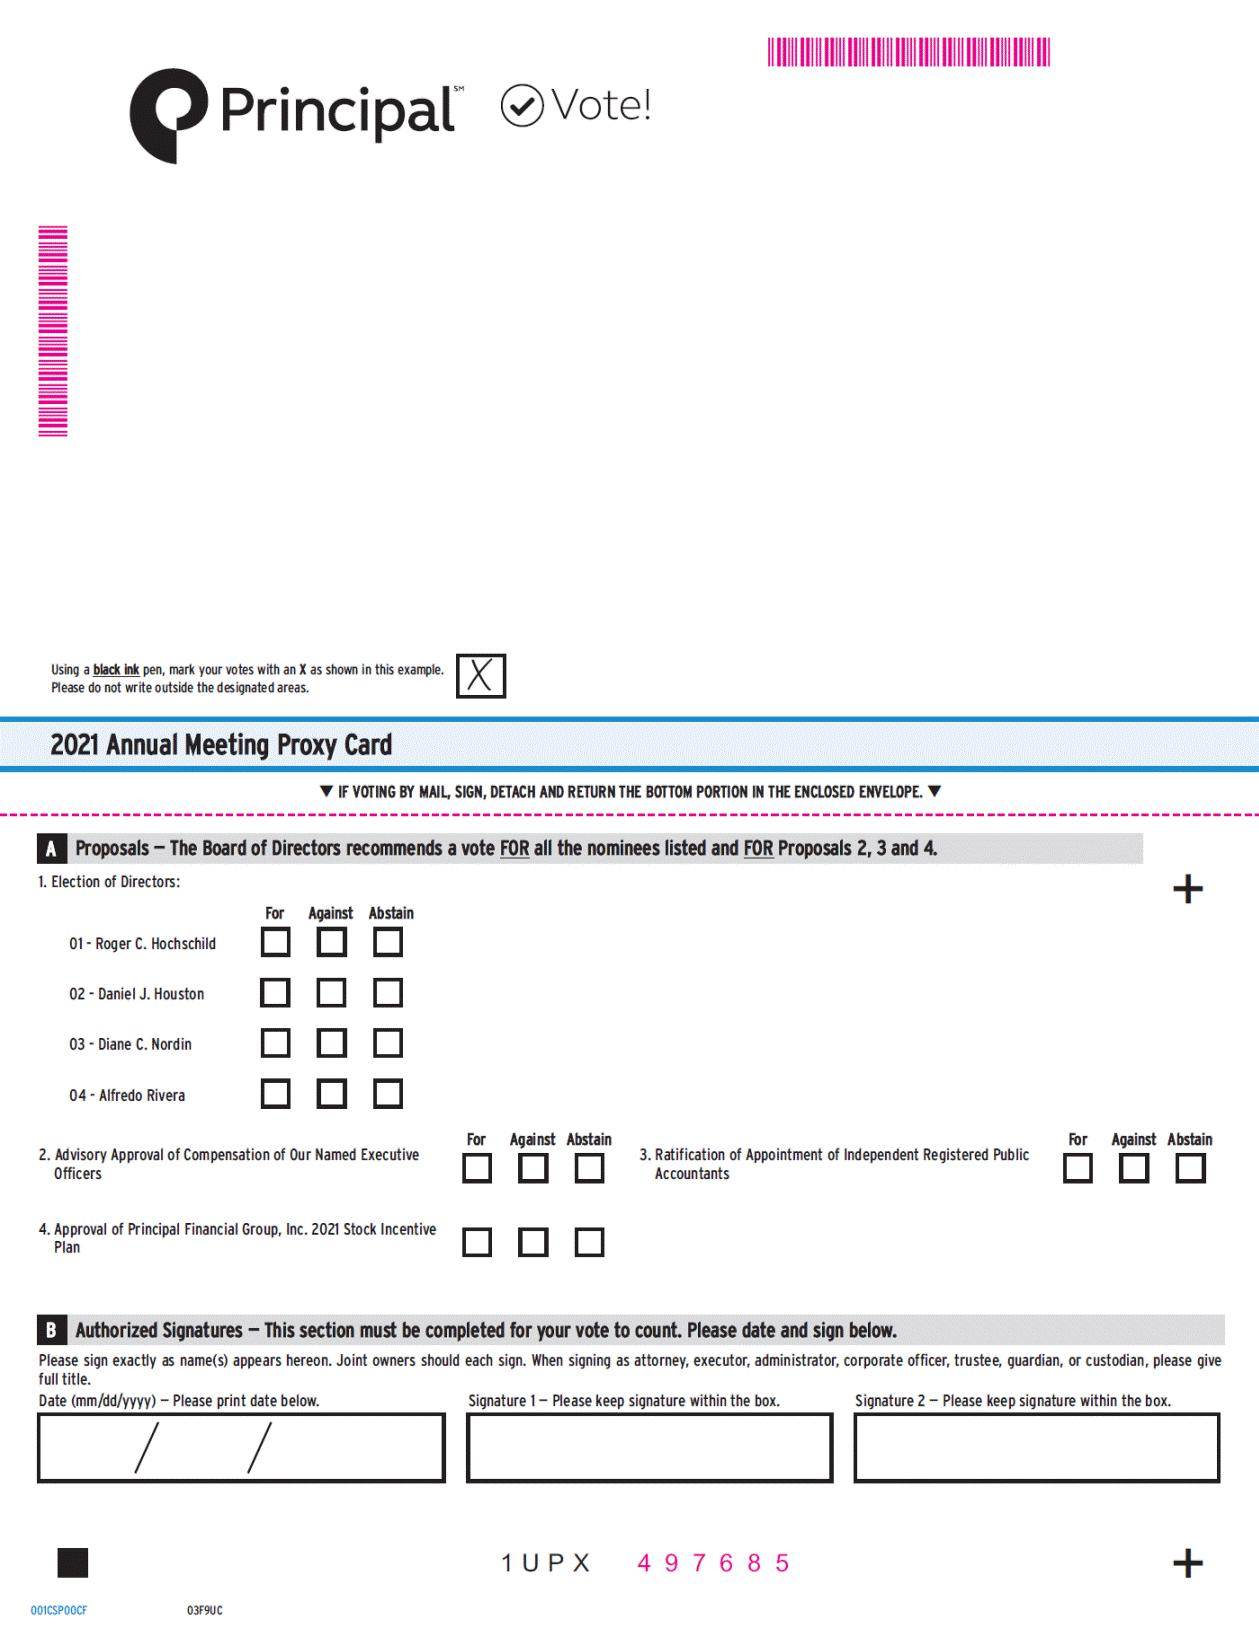 Principal℠ Vote!
Using a black ink pen, mark your votes with an X as shown in this example.
Please do not write outside the designated areas.
X
2021 Annual Meeting Proxy Card
▼ IF VOTING BY MAIL, SIGN, DETACH AND RETURN THE BOTTOM PORTION IN THE ENCLOSED ENVELOPE. ▼
A Proposals – The Board of Directors recommends a vote FOR all the nominees listed and FOR Proposals 2, 3 and 4.
1. Election of Directors:
+
For Against Abstain
01 - Roger C. Hochschild
02 - Daniel J. Houston
03 - Diane C. Nordin
04 - Alfredo Rivera
For Against Abstain
2. Advisory Approval of Compensation of Our Named Executive
Officers
For Against Abstain
3. Ratification of Appointment of Independent Registered Public
Accountants
4. Approval of Principal Financial Group, Inc. 2021 Stock Incentive
Plan
B Authorized Signatures – This section must be completed for your vote to count. Please date and sign below.
Please sign exactly as name(s) appears hereon. Joint owners should each sign. When signing as attorney, executor, administrator, corporate officer, trustee, guardian, or custodian, please give
full title.
Date (mm/dd/yyyy) – Please print date below.
Signature 1 – Please keep signature within the box.
Signature 2 – Please keep signature within the box.
/ /
1UPX 497685
+
001CSP00CF 03F9UC